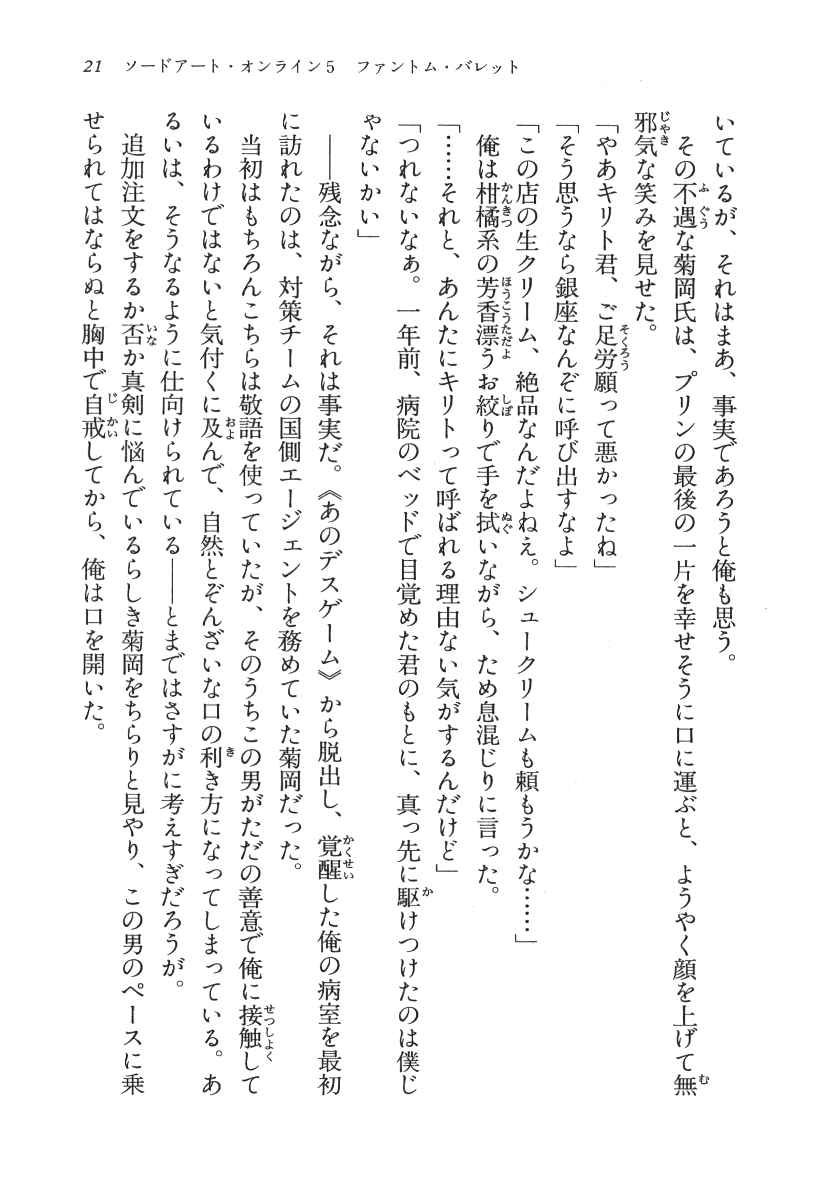 21　ソードアート・オンライン5　ファントム・バレット
いているが、それはまあ、事実であろうと俺も思う。
　その不遇な菊岡氏は、プリンの最後の一片を幸せそうに口に運ぶと、ようやく顔を上げて無
邪気な笑みを見せた。
「やあキリト君、ご足労願って悪かったね」
「そう思うなら銀座なんぞに呼び出すなよ」
「この店の生クリーム、絶品なんだよねえ。シュークリームも頼もうかな……」
　俺は柑橘系の芳香漂うお絞りで手を拭いながら、ため息混じりに言った。
「……それと、あんたにキリトって呼ばれる理由ない気がするんだけど」
「つれないなぁ。一年前、病院のベッドで目覚めた君のもとに、真っ先に駆けつけたのは僕じ
ゃないかい」
　――残念ながら、それは事実だ。《あのデスゲーム》から脱出し、覚醒した俺の病室を最初
に訪れたのは、対策チームの国側エージェントを務めていた菊岡だった。
　当初はもちろんこちらは敬語を使っていたが、そのうちこの男がただの善意で俺に接触して
いるわけではないと気付くに及んで、自然とぞんざいな口の利き方になってしまっている。あ
るいは、そうなるように仕向けられている――とまではさすがに考えすぎだろうが。
　追加注文をするか否か真剣に悩んでいるらしき菊岡をちらりと見やり、この男のペースに乗
せられてはならぬと胸中で自戒してから、俺は口を開いた。